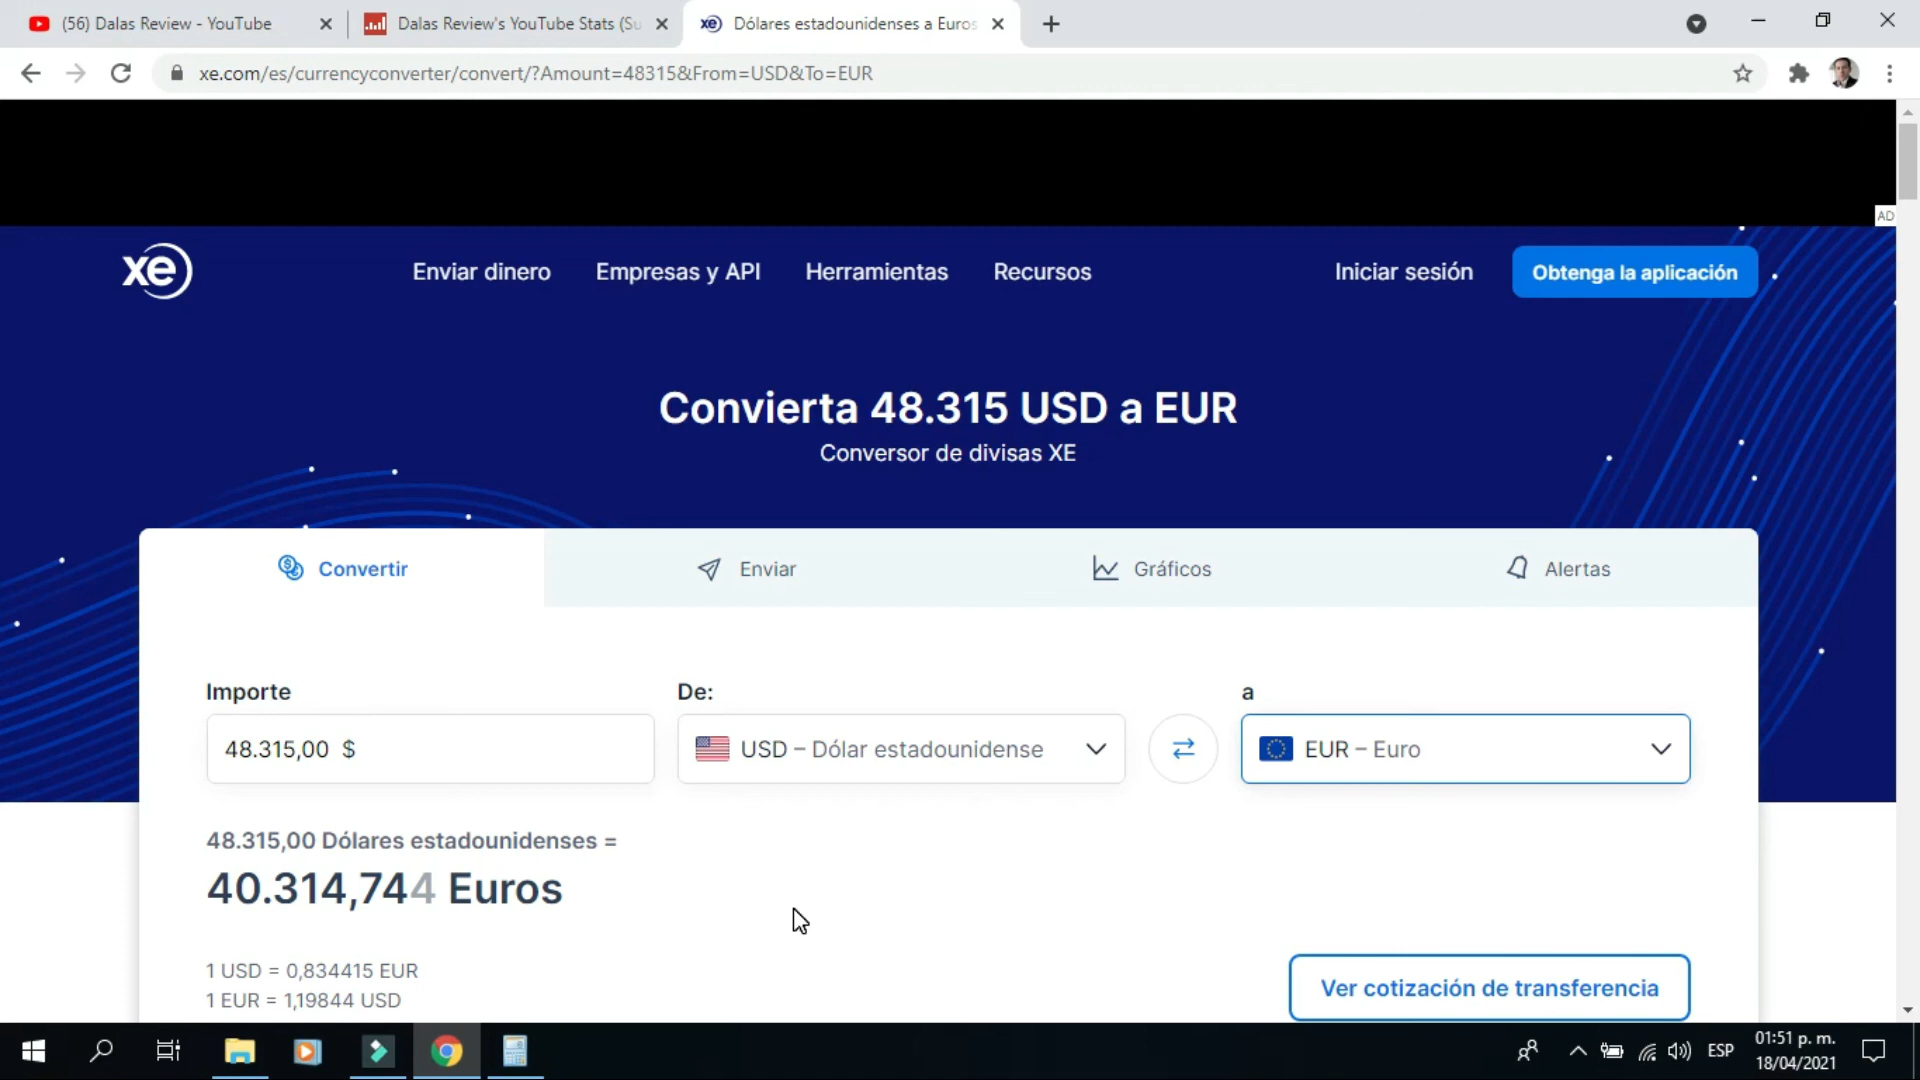 (56) Dalas Review - YouTube
Dalas Review's YouTube Stats (Su
xe Dólares estadounidenses a Euros
xe.com/es/currencyconverter/convert/?Amount=48315&From=USD&To=EUR
AD
xe
Enviar dinero Empresas y API Herramientas Recursos
Iniciar sesión
Obtenga la aplicación
Convierta 48.315 USD a EUR
Conversor de divisas XE
Convertir Enviar Gráficos Alertas
Importe De: a
48.315,00 $ USD – Dólar estadounidense EUR – Euro
48.315,00 Dólares estadounidenses =
40.314,744 Euros
1 USD = 0,834415 EUR
1 EUR = 1,19844 USD
Ver cotización de transferencia
ESP
01:51 p. m.
18/04/2021